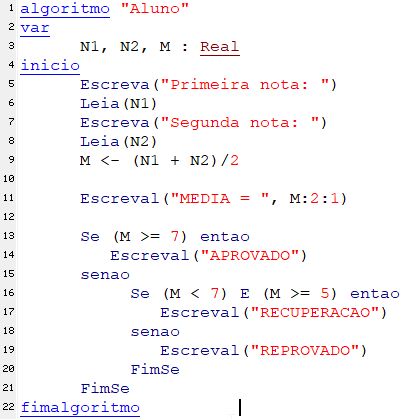 1 algoritmo "Aluno"
2 var
3 N1, N2, M : Real
4 inicio
5 Escreva("Primeira nota: ")
6 Leia(N1)
7 Escreva("Segunda nota: ")
8 Leia(N2)
9 M <- (N1 + N2)/2
10
11 Escreval("MEDIA = ", M:2:1)
12
13 Se (M >= 7) entao
14 Escreval("APROVADO")
15 senao
16 Se (M < 7) E (M >= 5) entao
17 Escreval("RECUPERACAO")
18 senao
19 Escreval("REPROVADO")
20 FimSe
21 FimSe
22 fimalgoritmo